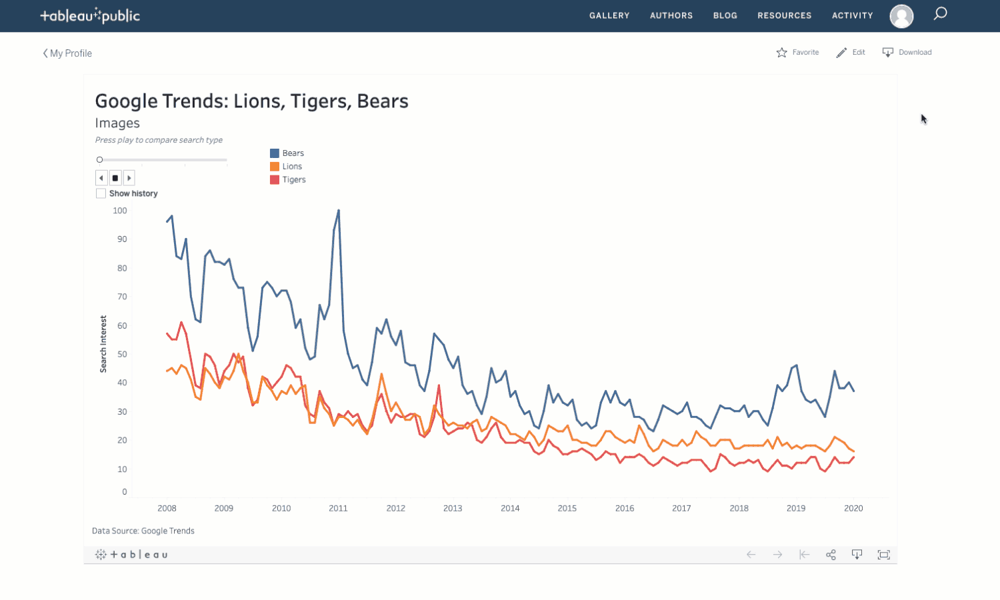 +ableau+public
GALLERY AUTHORS BLOG RESOURCES ACTIVITY
My Profile
Favorite Edit Download
Google Trends: Lions, Tigers, Bears
Images
Press play to compare search type
Bears
Lions
Tigers
Show history
100
90
80
70
60
50
40
30
20
10
0
Search Interest
2008 2009 2010 2011 2012 2013 2014 2015 2016 2017 2018 2019 2020
Data Source: Google Trends
+ableau